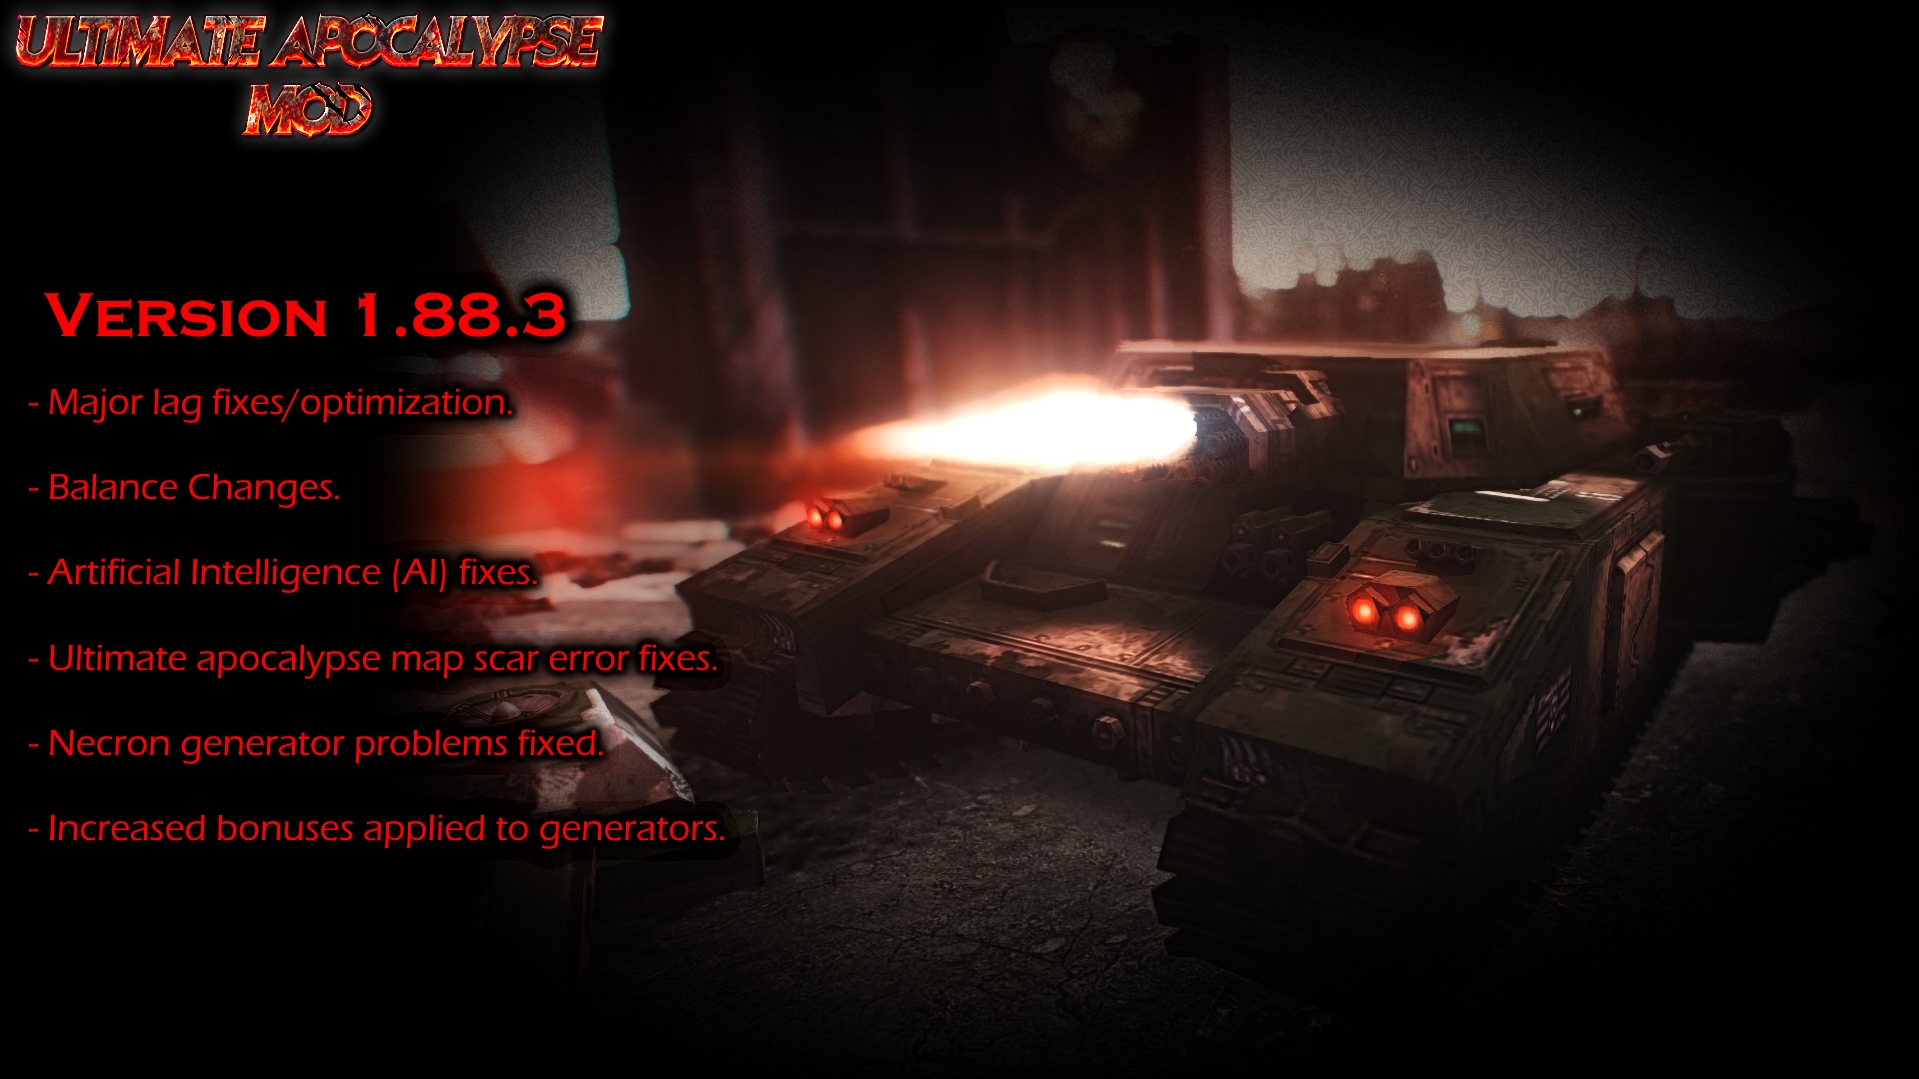 ULTIMATE APOCALYPSE
MOD
VERSION 1.88.3
- Major lag fixes/optimization.
- Balance Changes.
- Artificial Intelligence (AI) fixes.
- Ultimate apocalypse map scar error fixes.
- Necron generator problems fixed.
- Increased bonuses applied to generators.